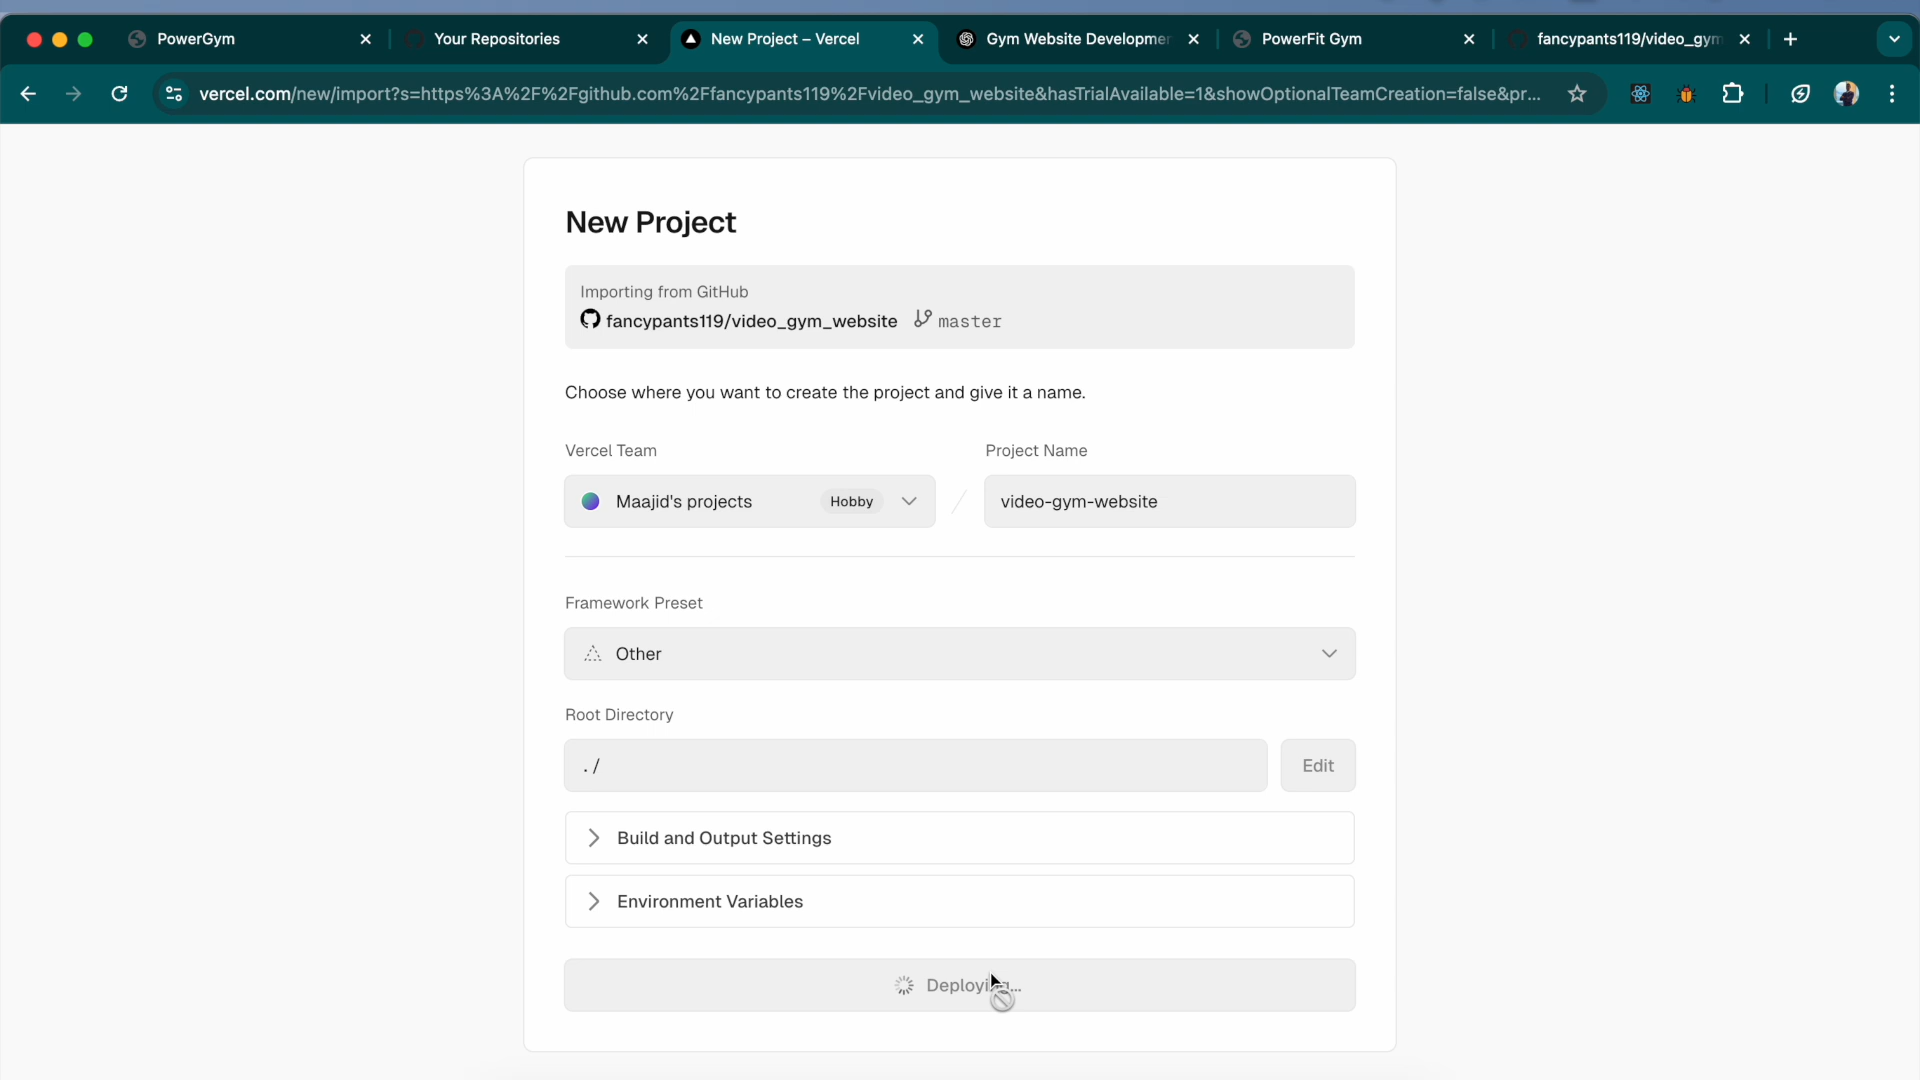 PowerGym
Your Repositories
New Project – Vercel
Gym Website Developmen
PowerFit Gym
fancypants119/video_gym
vercel.com/new/import?s=https%3A%2F%2Fgithub.com%2Ffancypants119%2Fvideo_gym_website&hasTrialAvailable=1&showOptionalTeamCreation=false&pr...
New Project
Importing from GitHub
fancypants119/video_gym_website master
Choose where you want to create the project and give it a name.
Vercel Team
Project Name
Maajid's projects Hobby
/
video-gym-website
Framework Preset
Other
Root Directory
./
Edit
Build and Output Settings
Environment Variables
Deploying...